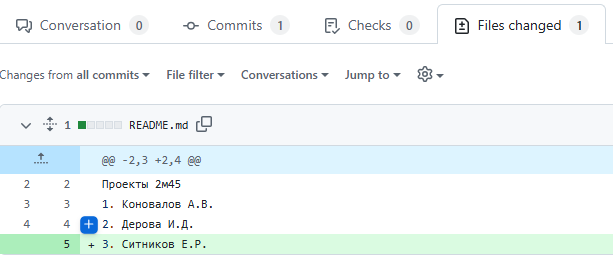 Conversation 0 Commits 1 Checks 0 Files changed 1
Changes from all commits File filter Conversations Jump to
1 README.md
@@ -2,3 +2,4 @@
2 2 Проекты 2м45
3 3 1. Коновалов А.В.
4 4 + 2. Дерова И.Д.
5 + 3. Ситников Е.Р.